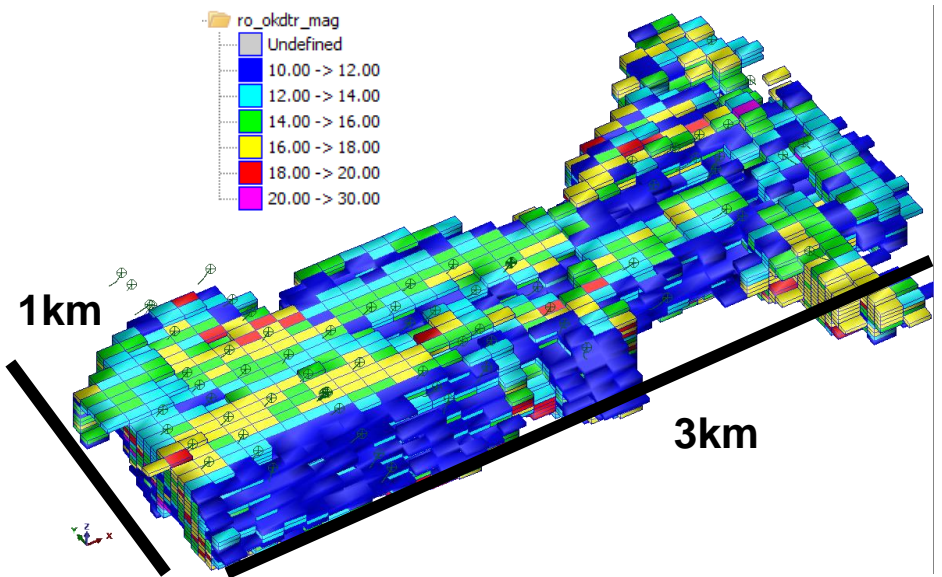 ro_okdtr_mag
Undefined
10.00 -> 12.00
12.00 -> 14.00
14.00 -> 16.00
16.00 -> 18.00
18.00 -> 20.00
20.00 -> 30.00
1km
3km
Y Z X